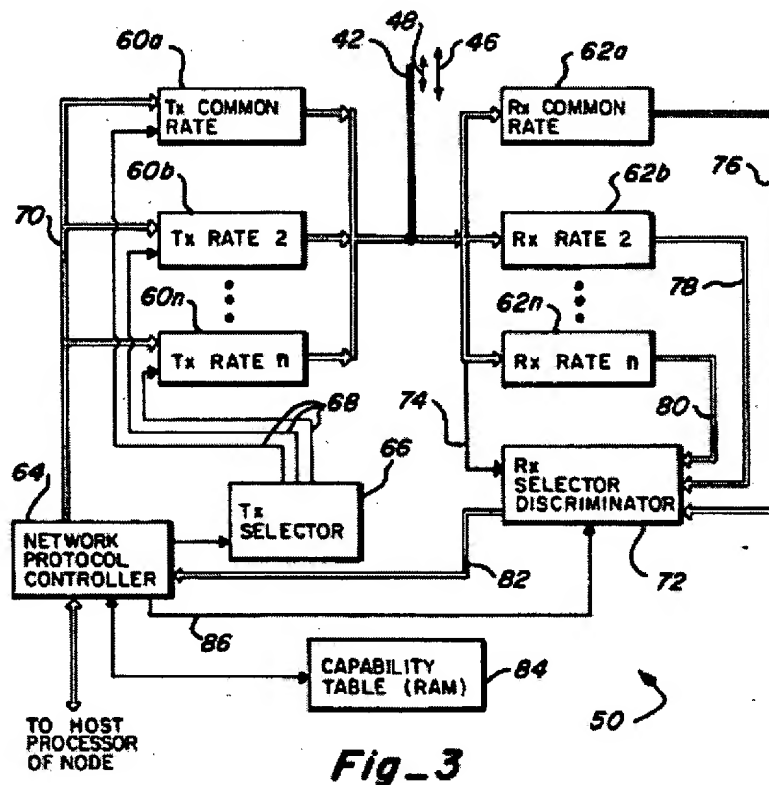 60a
Tx COMMON
RATE
42
48
46
62a
Rx COMMON
RATE
76
70
60b
Tx RATE 2
62b
Rx RATE 2
78
60n
Tx RATE n
62n
Rx RATE n
80
68
74
66
Tx
SELECTOR
Rx
SELECTOR
DISCRIMINATOR
72
64
NETWORK
PROTOCOL
CONTROLLER
82
86
CAPABILITY
TABLE (RAM)
84
50
TO HOST
PROCESSOR
OF NODE
Fig_3